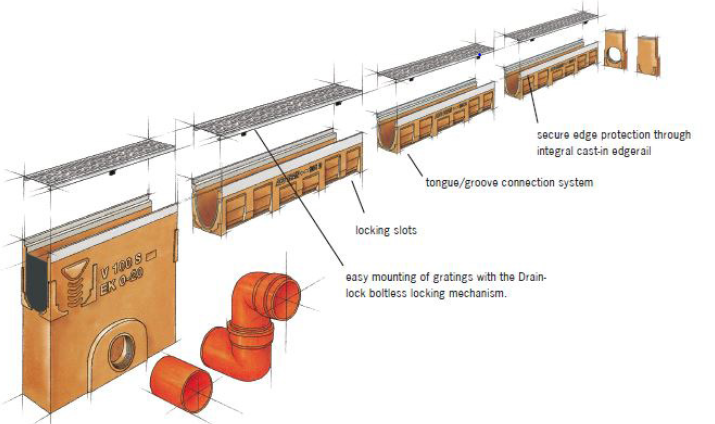 secure edge protection through
integral cast-in edgerail
tongue/groove connection system
locking slots
easy mounting of gratings with the Drain-
lock boltless locking mechanism.
V 100 S
EK 0-20